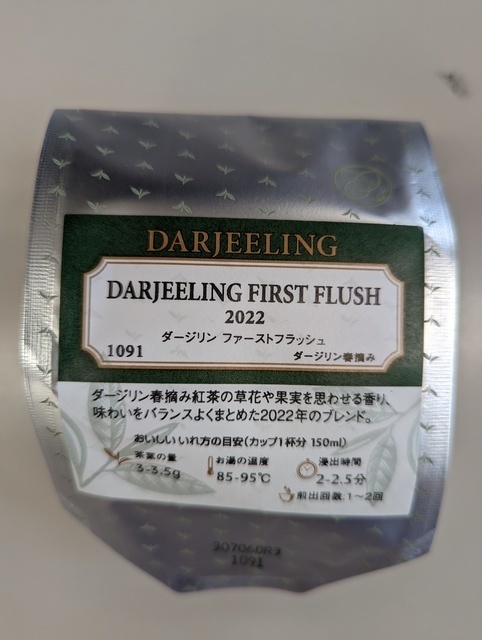 DARJEELING
DARJEELING FIRST FLUSH
2022
ダージリン ファーストフラッシュ
1091 ダージリン春摘み
ダージリン春摘み紅茶の草花や果実を思わせる香り、
味わいをバランスよくまとめた2022年のブレンド。
おいしいいれ方の目安(カップ1杯分 150ml)
茶葉の量 お湯の温度 浸出時間
3-3.5g 85-95℃ 2-2.5分
煎出回数:1〜2回
1091